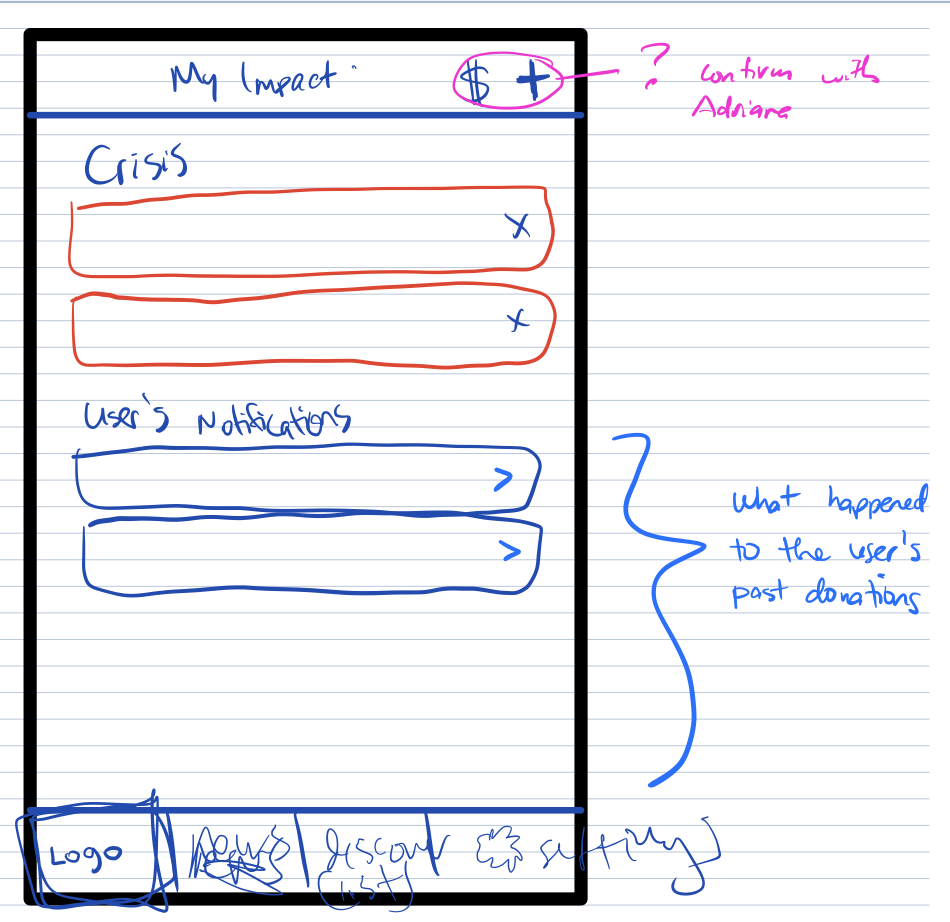 My Impact
$ +
? confirm with
Adriana
Crisis
x
x
User's Notifications
>
>
what happened
to the user's
past donations
Logo
news
discover
(list)
settings